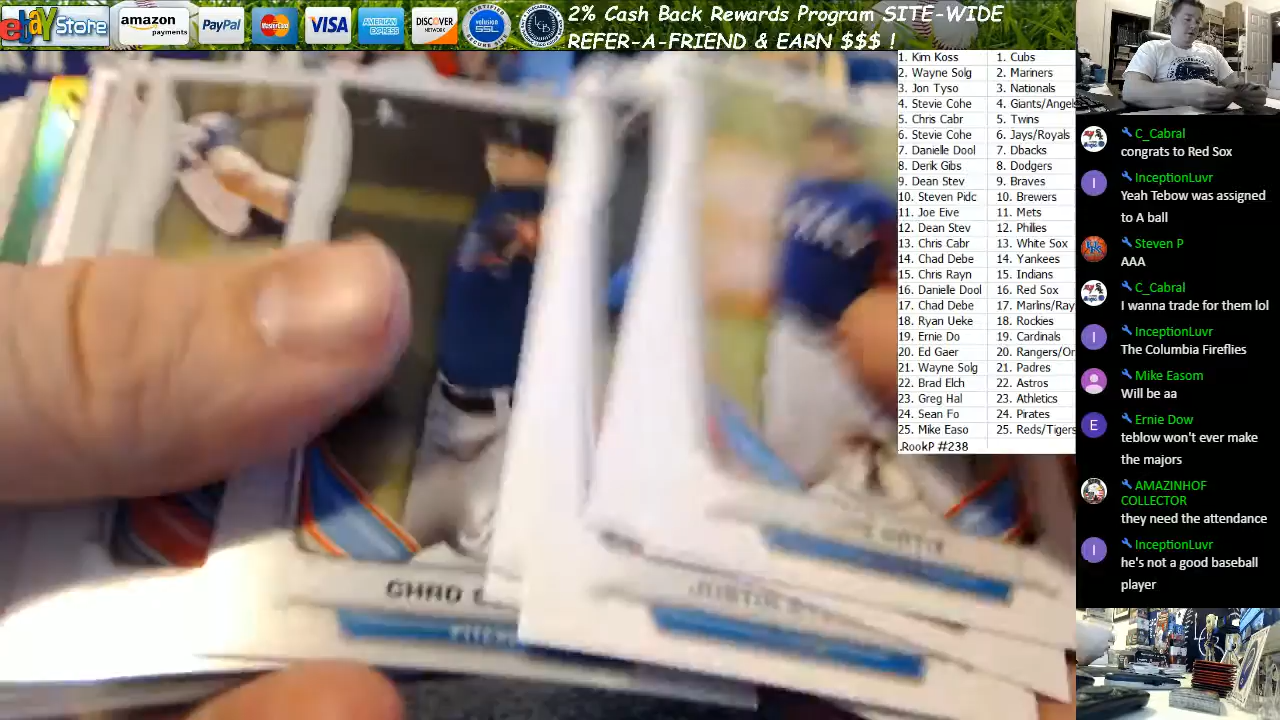 ebay Store
amazon payments
PayPal
MasterCard
VISA
AMERICAN EXPRESS
DISCOVER NETWORK
volusion SSL
2% Cash Back Rewards Program SITE-WIDE
REFER-A-FRIEND & EARN $$$ !
1. Kim Koss 1. Cubs
2. Wayne Solg 2. Mariners
3. Jon Tyso 3. Nationals
4. Stevie Cohe 4. Giants/Angels
5. Chris Cabr 5. Twins
6. Stevie Cohe 6. Jays/Royals
7. Danielle Dool 7. Dbacks
8. Derik Gibs 8. Dodgers
9. Dean Stev 9. Braves
10. Steven Pidc 10. Brewers
11. Joe Eive 11. Mets
12. Dean Stev 12. Phillies
13. Chris Cabr 13. White Sox
14. Chad Debe 14. Yankees
15. Chris Rayn 15. Indians
16. Danielle Dool 16. Red Sox
17. Chad Debe 17. Marlins/Ray
18. Ryan Ueke 18. Rockies
19. Ernie Do 19. Cardinals
20. Ed Gaer 20. Rangers/Or
21. Wayne Solg 21. Padres
22. Brad Elch 22. Astros
23. Greg Hal 23. Athletics
24. Sean Fo 24. Pirates
25. Mike Easo 25. Reds/Tigers
.RookP #238
C_Cabral
congrats to Red Sox
InceptionLuvr
Yeah Tebow was assigned
to A ball
Steven P
AAA
C_Cabral
I wanna trade for them lol
InceptionLuvr
The Columbia Fireflies
Mike Easom
Will be aa
Ernie Dow
teblow won't ever make
the majors
AMAZINHOF
COLLECTOR
they need the attendance
InceptionLuvr
he's not a good baseball
player
CHAD
JUSTIN